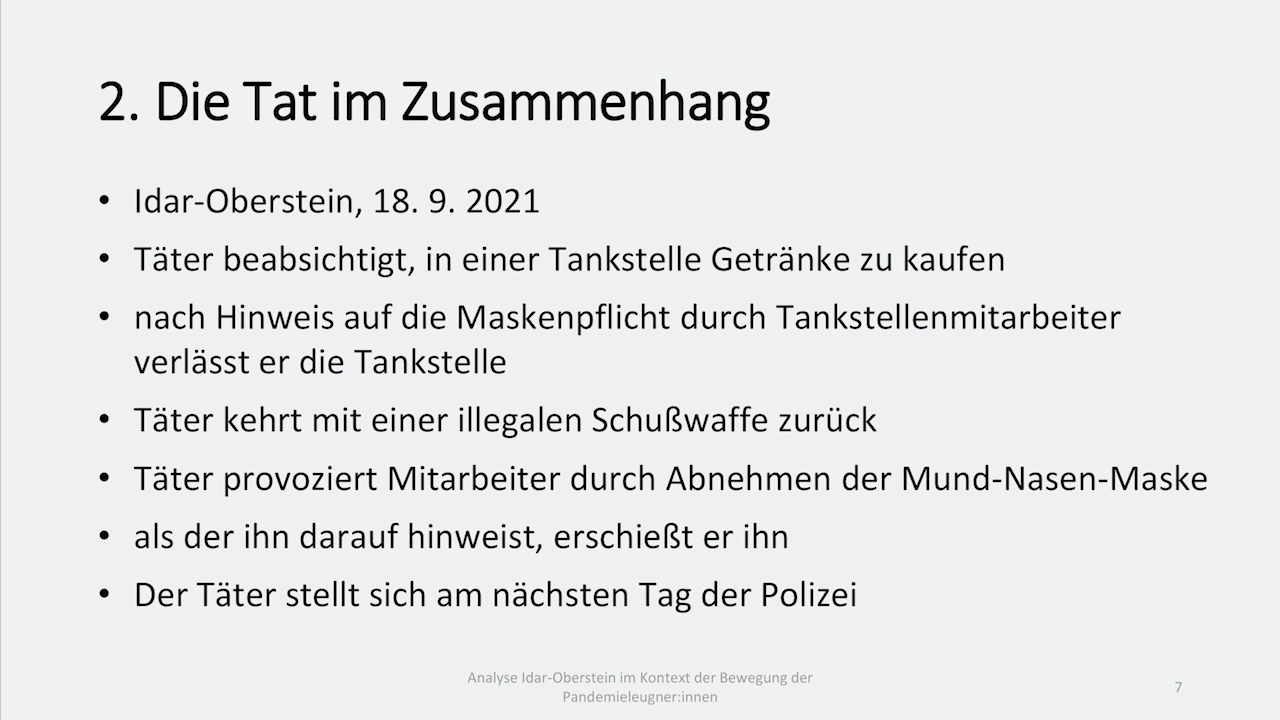 2. Die Tat im Zusammenhang
• Idar-Oberstein, 18. 9. 2021
• Täter beabsichtigt, in einer Tankstelle Getränke zu kaufen
• nach Hinweis auf die Maskenpflicht durch Tankstellenmitarbeiter
verlässt er die Tankstelle
• Täter kehrt mit einer illegalen Schußwaffe zurück
• Täter provoziert Mitarbeiter durch Abnehmen der Mund-Nasen-Maske
• als der ihn darauf hinweist, erschießt er ihn
• Der Täter stellt sich am nächsten Tag der Polizei
Analyse Idar-Oberstein im Kontext der Bewegung der
Pandemieleugner:innen
7